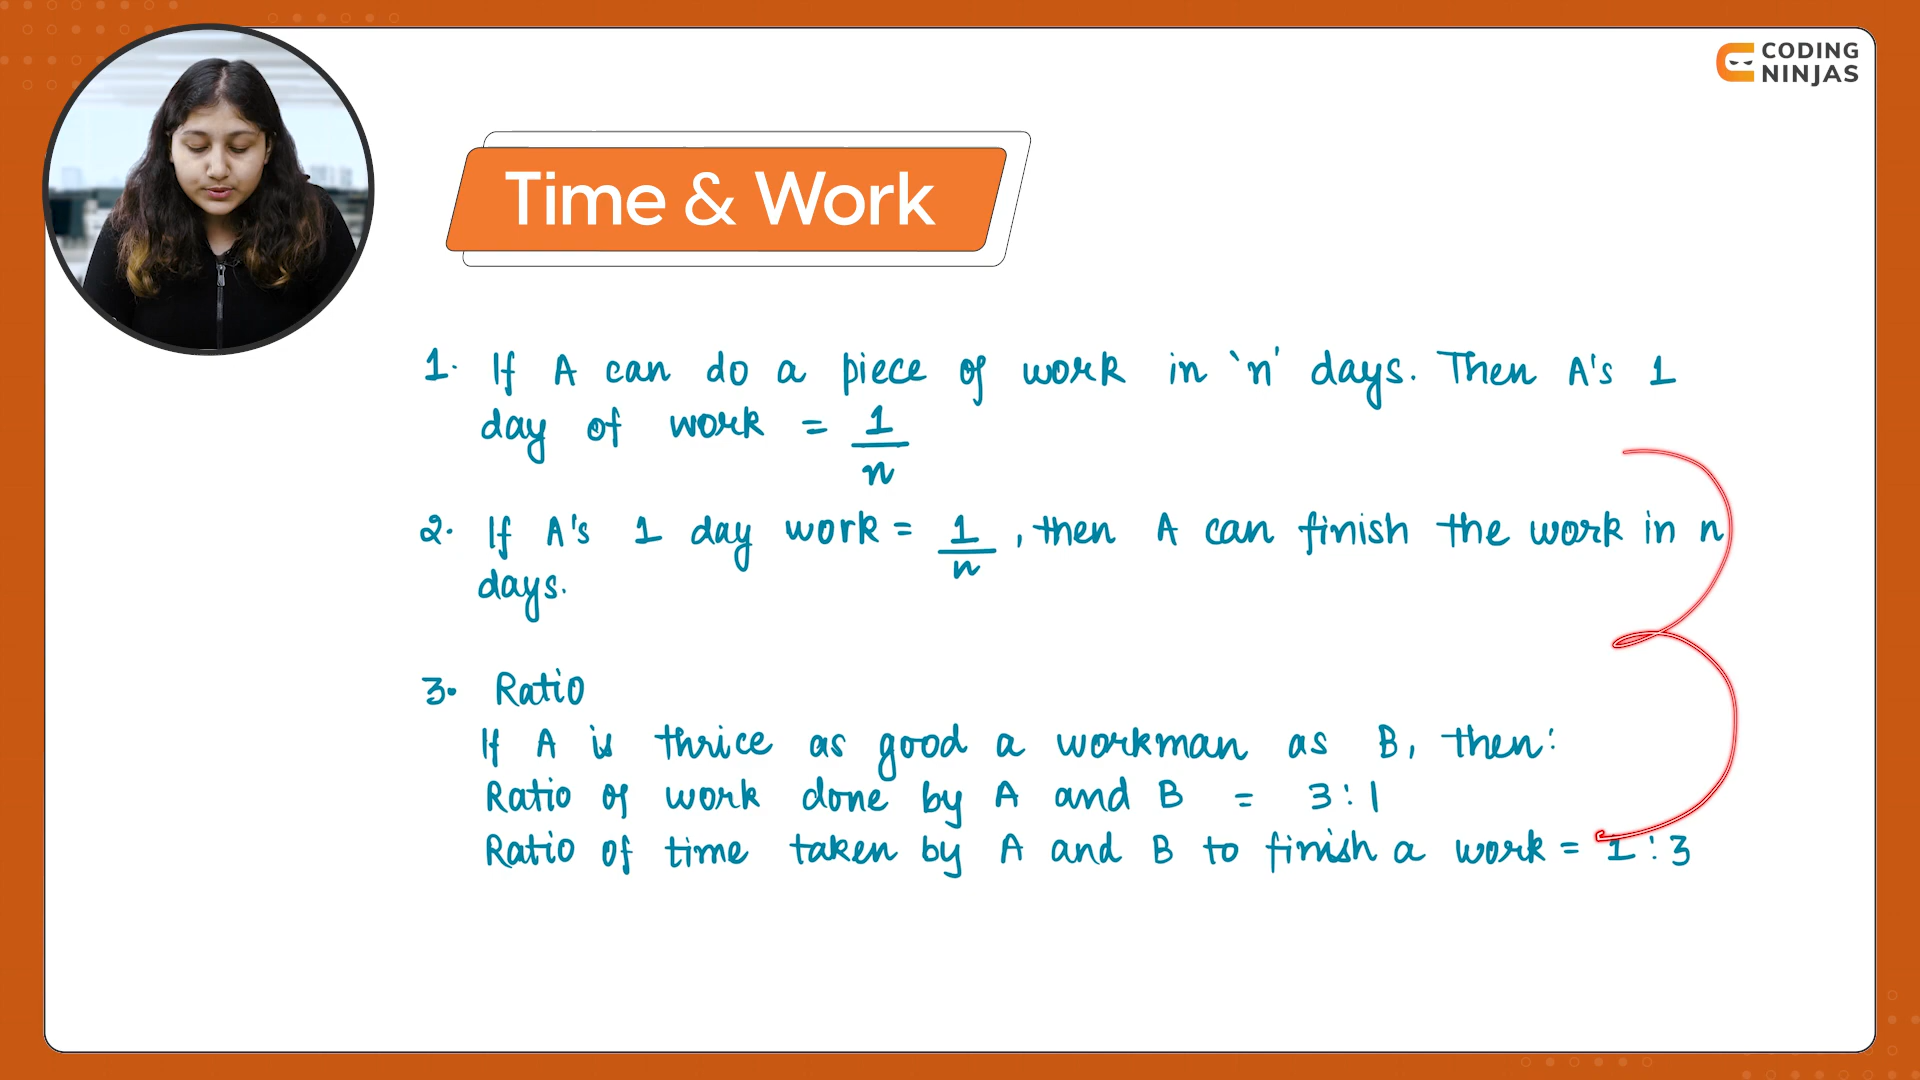 CODING
NINJAS
Time & Work
1. If A can do a piece of work in `n' days. Then A's 1
day of work = 1/n
2. If A's 1 day work = 1/n, then A can finish the work in n
days.
3. Ratio
If A is thrice as good a workman as B, then:
Ratio of work done by A and B = 3:1
Ratio of time taken by A and B to finish a work = 1:3